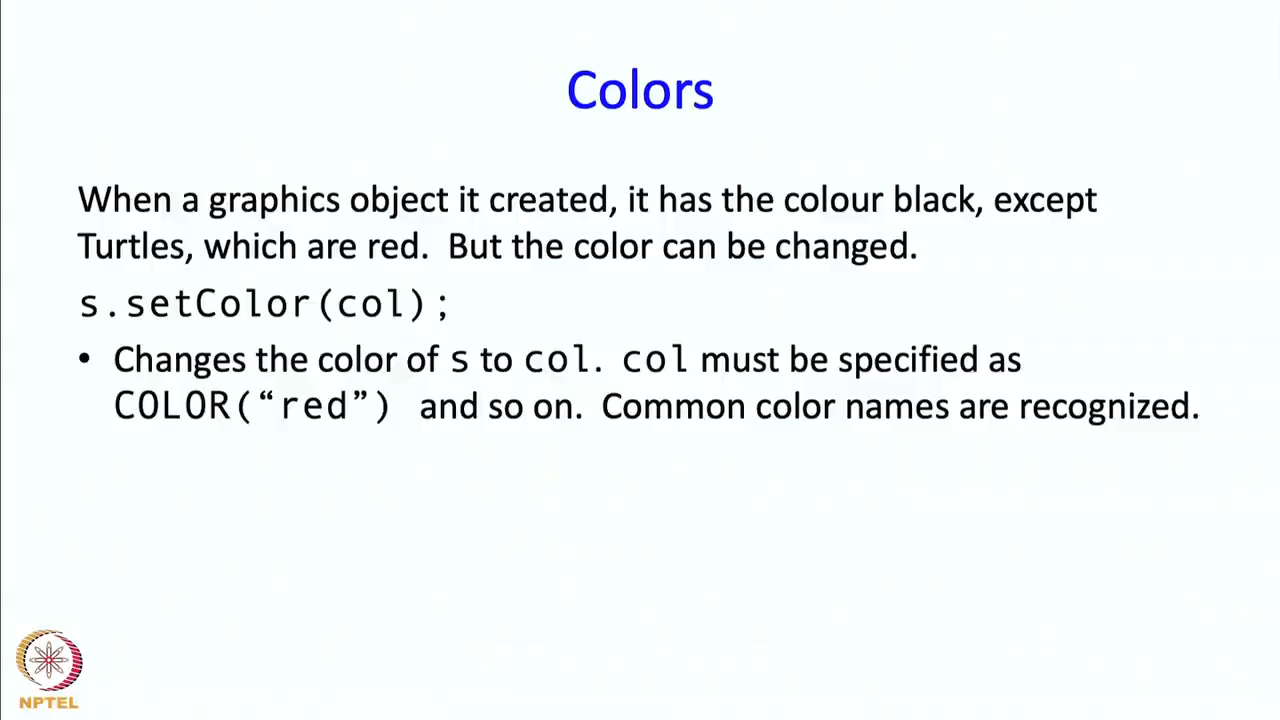 Colors
When a graphics object it created, it has the colour black, except
Turtles, which are red.  But the color can be changed.
s.setColor(col);
• Changes the color of s to col. col must be specified as
COLOR(“red”) and so on.  Common color names are recognized.
NPTEL